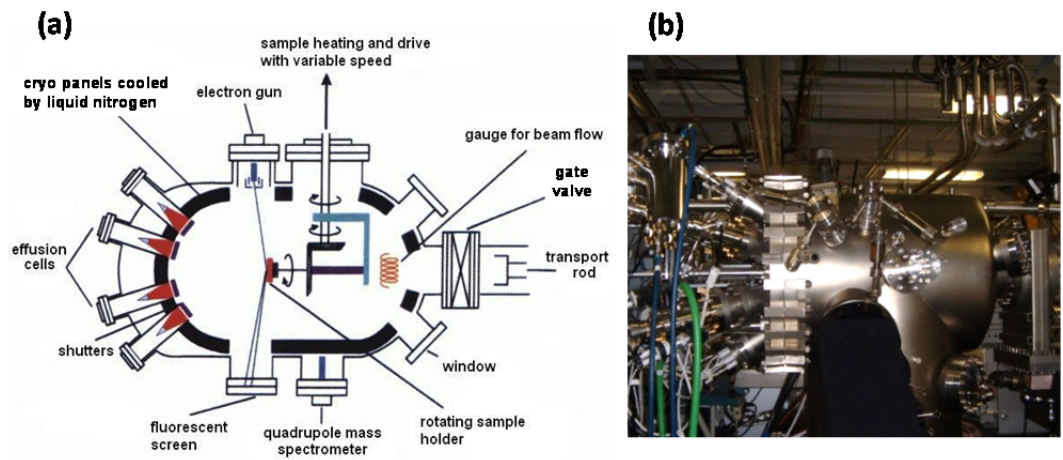 (a)
(b)
sample heating and drive
with variable speed
cryo panels cooled
by liquid nitrogen
electron gun
gauge for beam flow
gate
valve
effusion
cells
transport
rod
shutters
window
fluorescent
screen
quadrupole mass
spectrometer
rotating sample
holder